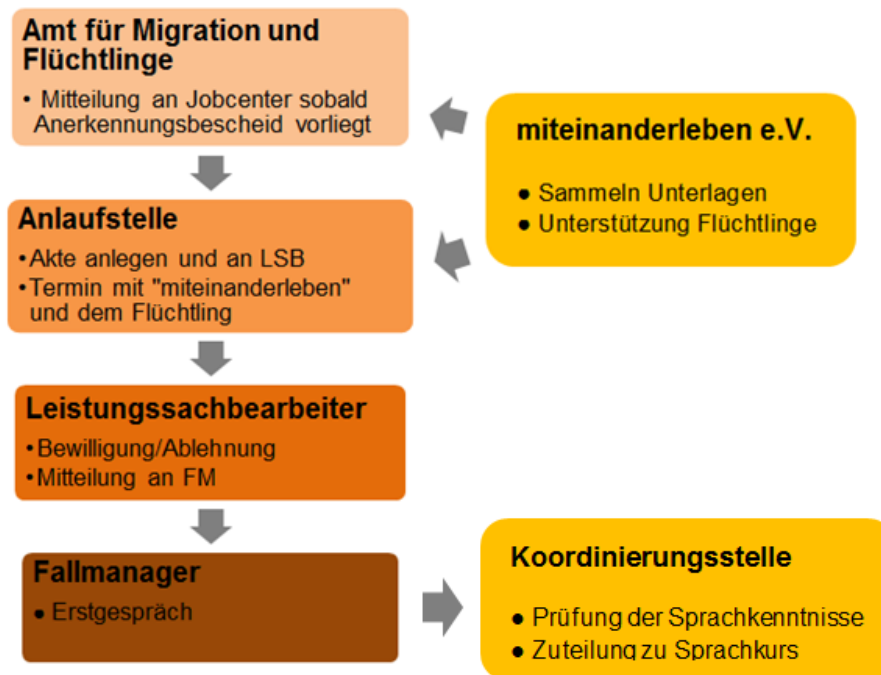 Amt für Migration und
Flüchtlinge
• Mitteilung an Jobcenter sobald
Anerkennungsbescheid vorliegt
miteinanderleben e.V.
● Sammeln Unterlagen
● Unterstützung Flüchtlinge
Anlaufstelle
• Akte anlegen und an LSB
• Termin mit "miteinanderleben"
und dem Flüchtling
Leistungssachbearbeiter
• Bewilligung/Ablehnung
• Mitteilung an FM
Fallmanager
● Erstgespräch
Koordinierungsstelle
● Prüfung der Sprachkenntnisse
● Zuteilung zu Sprachkurs